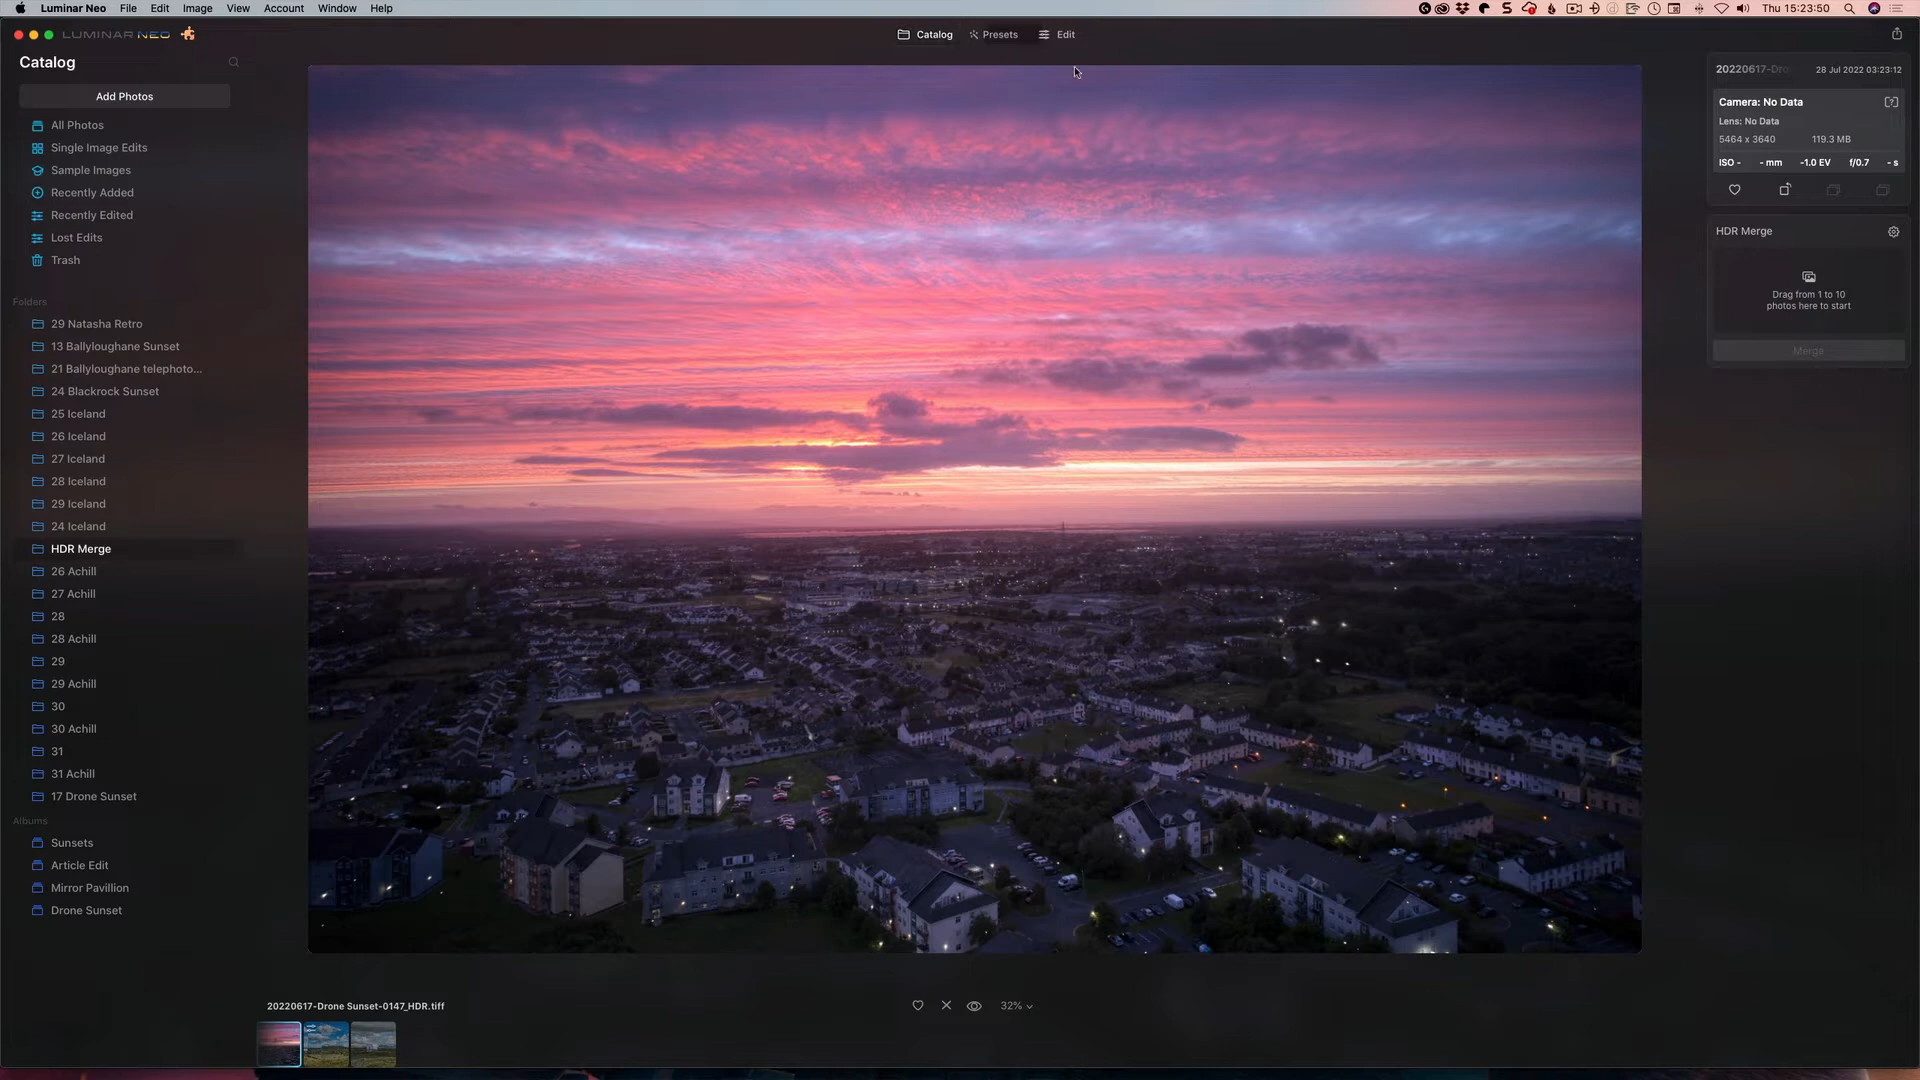 Luminar Neo File Edit Image View Account Window Help
Thu 15:23:50
LUMINAR NEO
Catalog Presets Edit
Catalog
Add Photos
All Photos
Single Image Edits
Sample Images
Recently Added
Recently Edited
Lost Edits
Trash
Folders
29 Natasha Retro
13 Ballyloughane Sunset
21 Ballyloughane telephoto...
24 Blackrock Sunset
25 Iceland
26 Iceland
27 Iceland
28 Iceland
29 Iceland
24 Iceland
HDR Merge
26 Achill
27 Achill
28
28 Achill
29
29 Achill
30
30 Achill
31
31 Achill
17 Drone Sunset
Albums
Sunsets
Article Edit
Mirror Pavillion
Drone Sunset
20220617-Dro 28 Jul 2022 03:23:12
Camera: No Data
Lens: No Data
5464 x 3640 119.3 MB
ISO - - mm -1.0 EV f/0.7 - s
HDR Merge
Drag from 1 to 10
photos here to start
Merge
20220617-Drone Sunset-0147_HDR.tiff
32%